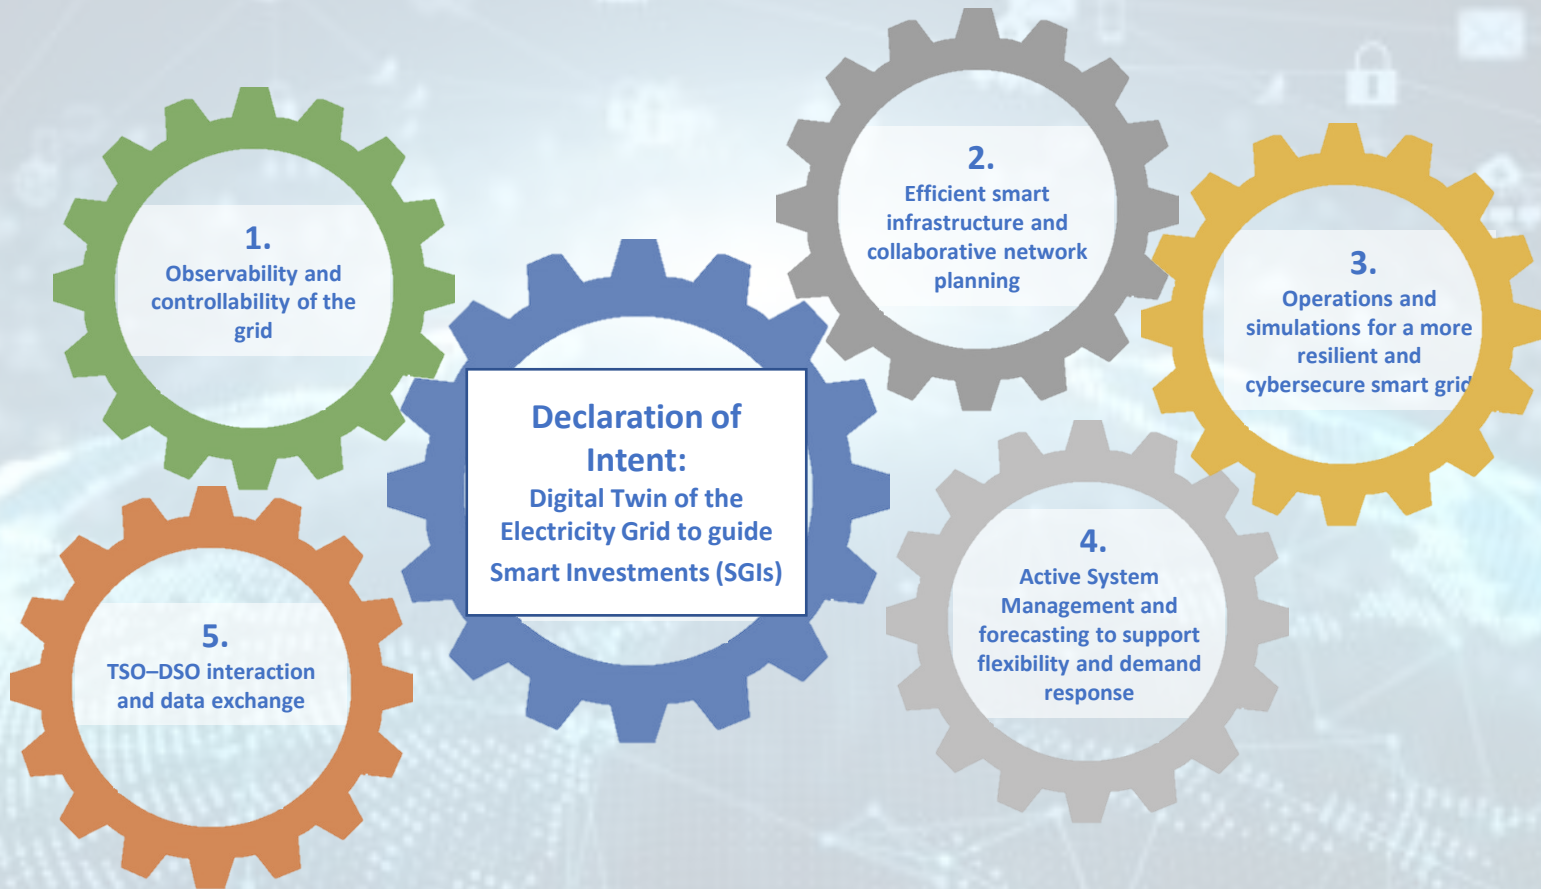 1.
Observability and
controllability of the
grid
2.
Efficient smart
infrastructure and
collaborative network
planning
3.
Operations and
simulations for a more
resilient and
cybersecure smart grid
Declaration of
Intent:
Digital Twin of the
Electricity Grid to guide
Smart Investments (SGIs)
4.
Active System
Management and
forecasting to support
flexibility and demand
response
5.
TSO–DSO interaction
and data exchange